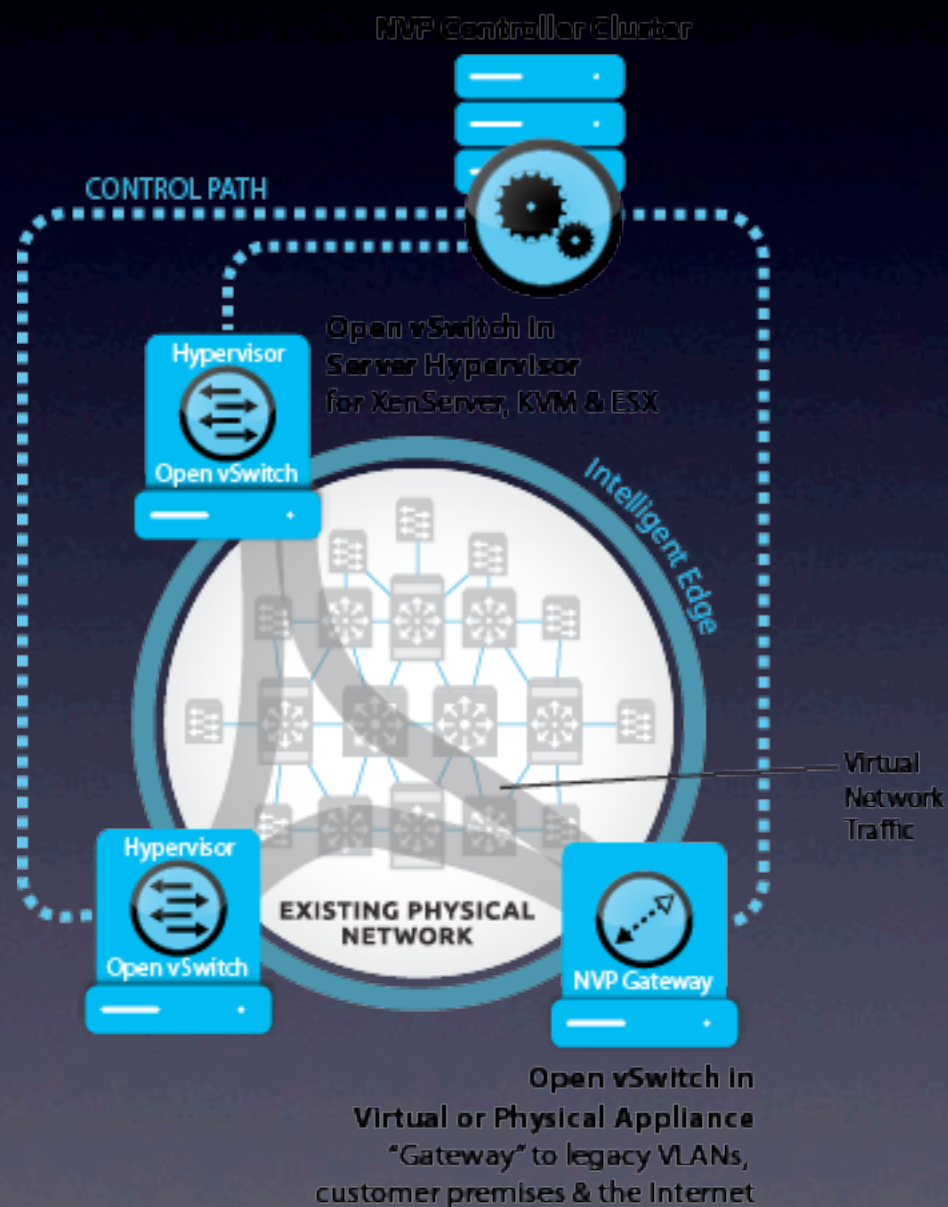 NVP Controller Cluster
CONTROL PATH
Hypervisor
Open vSwitch
Open vSwitch in
Server Hypervisor
for XenServer, KVM & ESX
Intelligent Edge
Virtual
Network
Traffic
Hypervisor
Open vSwitch
EXISTING PHYSICAL
NETWORK
NVP Gateway
Open vSwitch in
Virtual or Physical Appliance
"Gateway" to legacy VLANs,
customer premises & the Internet